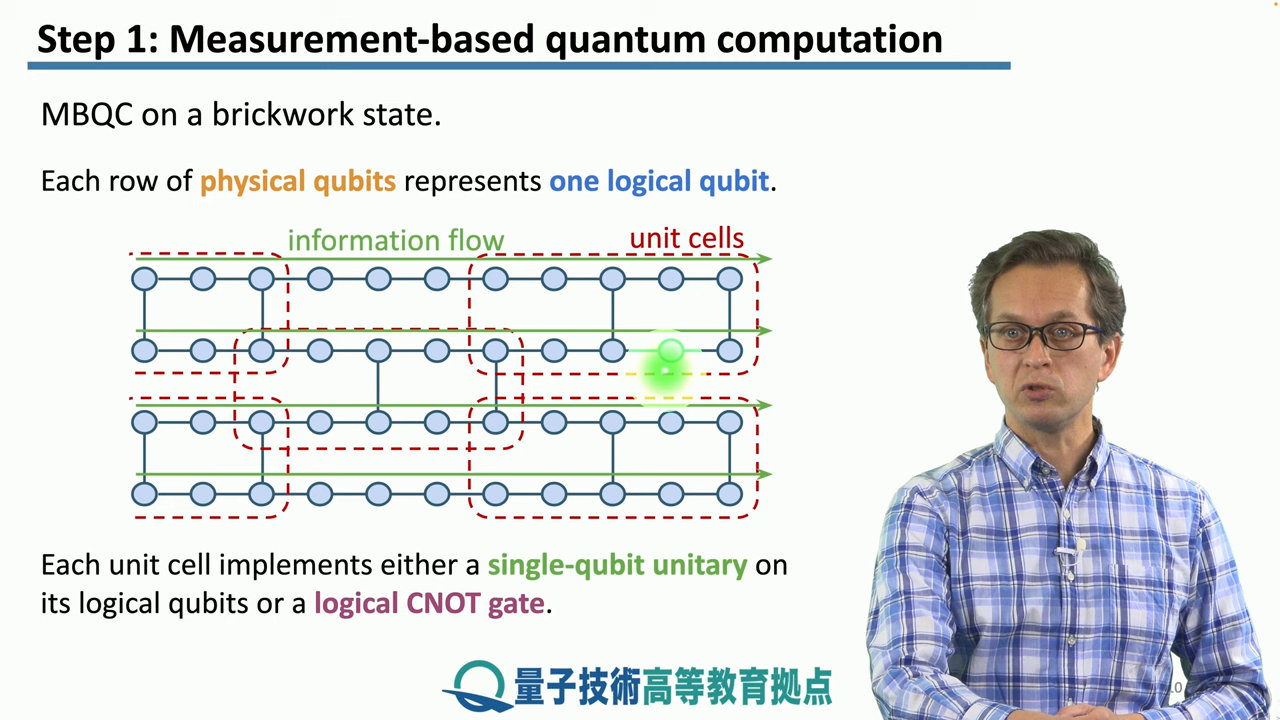 Step 1: Measurement-based quantum computation
MBQC on a brickwork state.
Each row of physical qubits represents one logical qubit.
information flow
unit cells
Each unit cell implements either a single-qubit unitary on
its logical qubits or a logical CNOT gate.
量子技術高等教育拠点